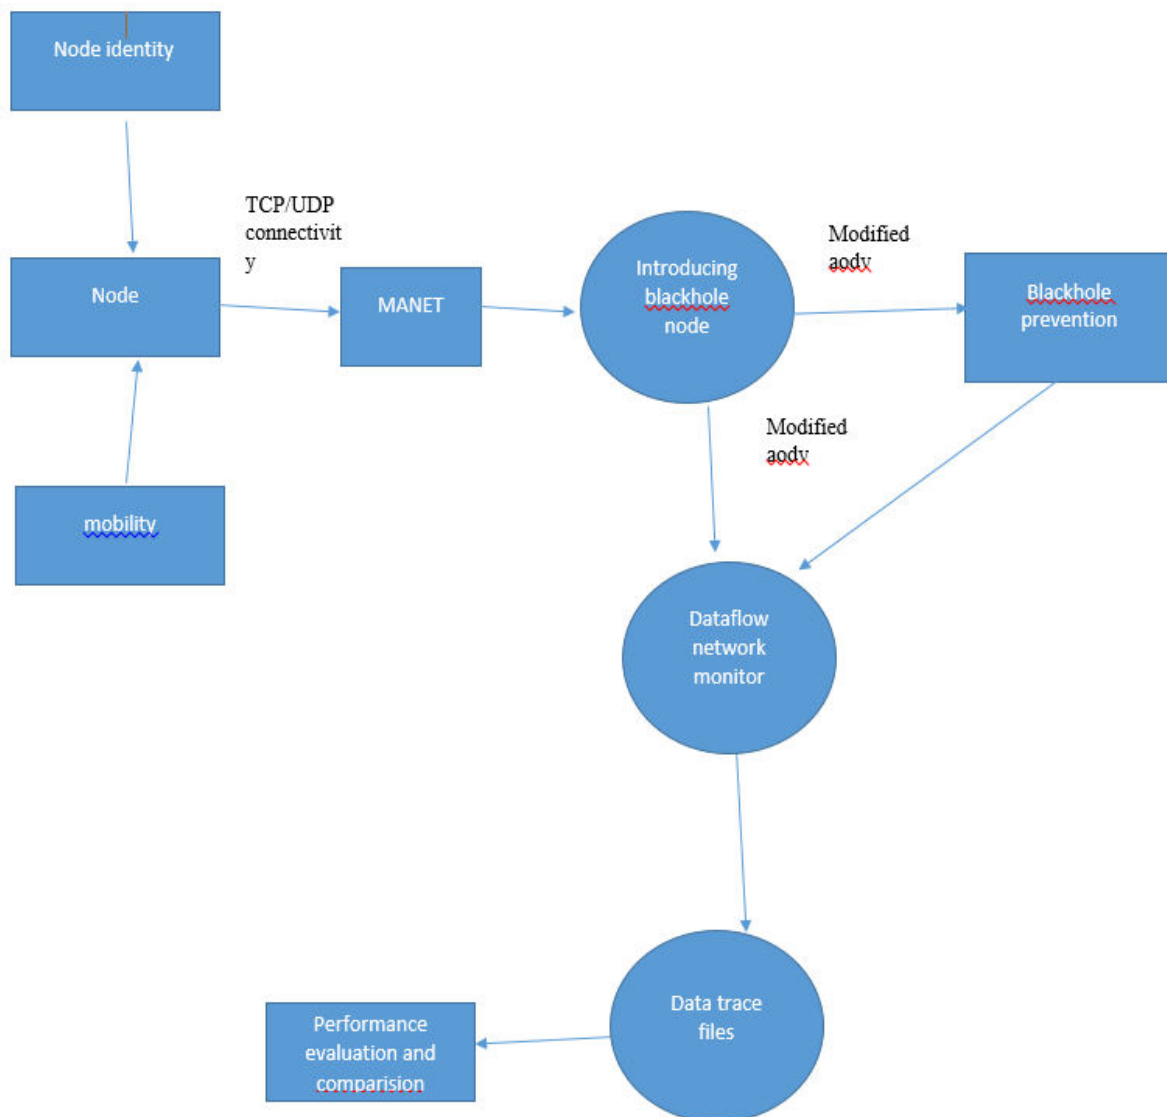 Node identity
TCP/UDP
connectivit
y
Node
MANET
Introducing
blackhole
node
Modified
aodv
Blackhole
prevention
Modified
aodv
mobility
Dataflow
network
monitor
Data trace
files
Performance
evaluation and
comparision